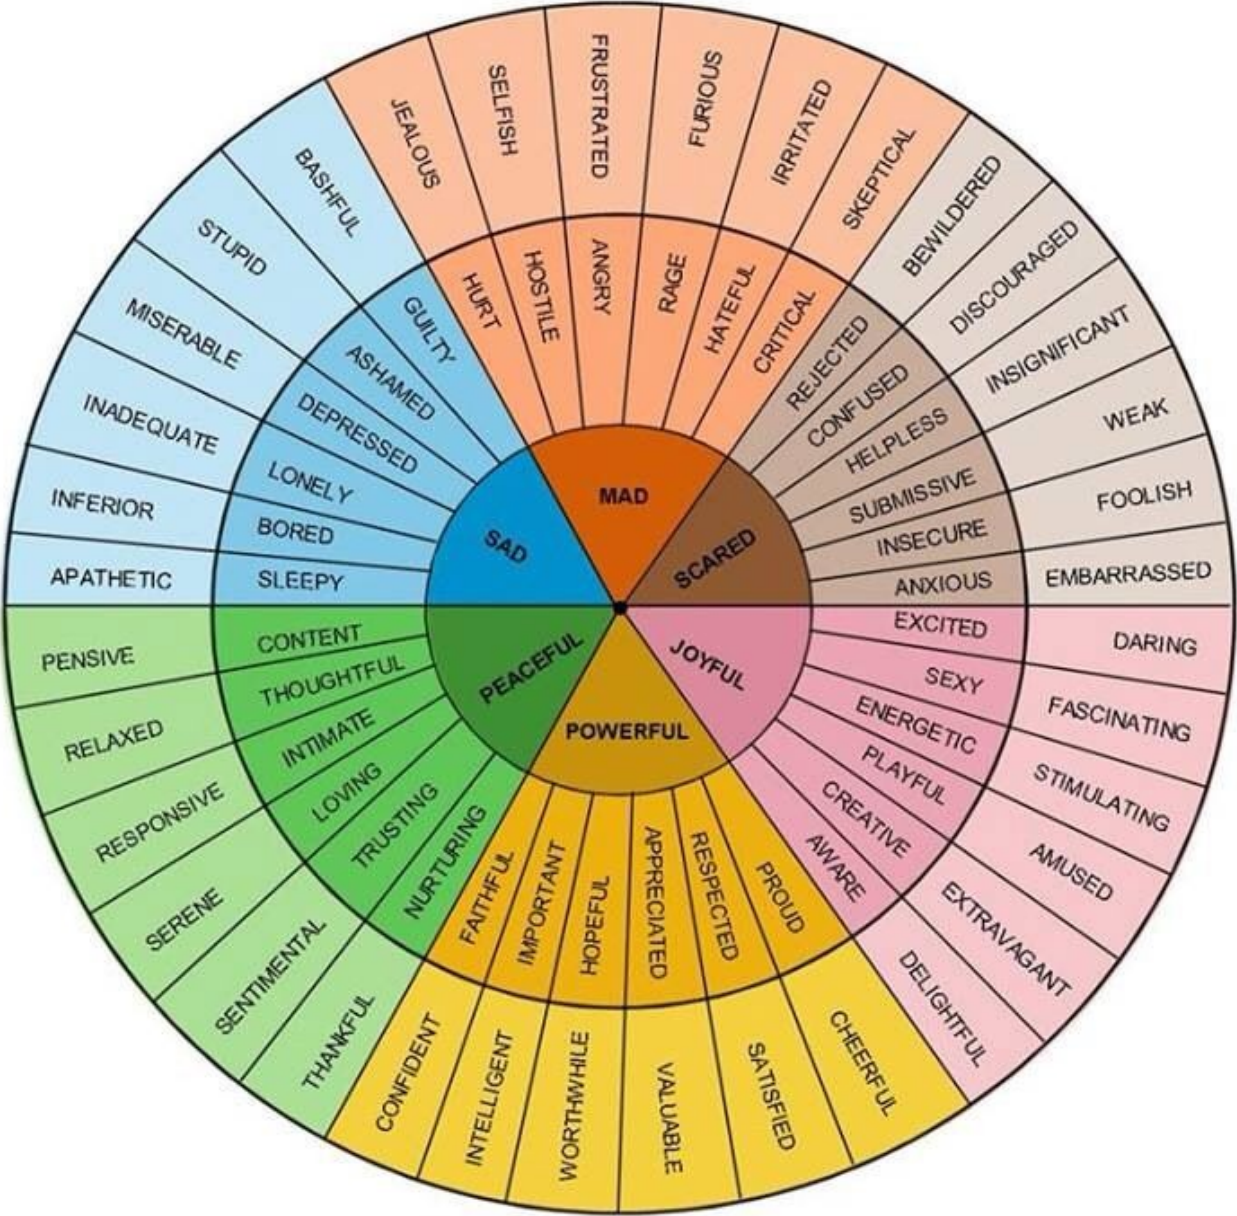 MAD
HURT
HOSTILE
ANGRY
RAGE
HATEFUL
CRITICAL
JEALOUS
SELFISH
FRUSTRATED
FURIOUS
IRRITATED
SKEPTICAL
SCARED
REJECTED
CONFUSED
HELPLESS
SUBMISSIVE
INSECURE
ANXIOUS
BEWILDERED
DISCOURAGED
INSIGNIFICANT
WEAK
FOOLISH
EMBARRASSED
JOYFUL
EXCITED
SEXY
ENERGETIC
PLAYFUL
CREATIVE
AWARE
DARING
FASCINATING
STIMULATING
AMUSED
EXTRAVAGANT
DELIGHTFUL
POWERFUL
PROUD
RESPECTED
APPRECIATED
HOPEFUL
IMPORTANT
FAITHFUL
CHEERFUL
SATISFIED
VALUABLE
WORTHWHILE
INTELLIGENT
CONFIDENT
PEACEFUL
NURTURING
TRUSTING
LOVING
INTIMATE
THOUGHTFUL
CONTENT
THANKFUL
SENTIMENTAL
SERENE
RESPONSIVE
RELAXED
PENSIVE
SAD
SLEEPY
BORED
LONELY
DEPRESSED
ASHAMED
GUILTY
APATHETIC
INFERIOR
INADEQUATE
MISERABLE
STUPID
BASHFUL